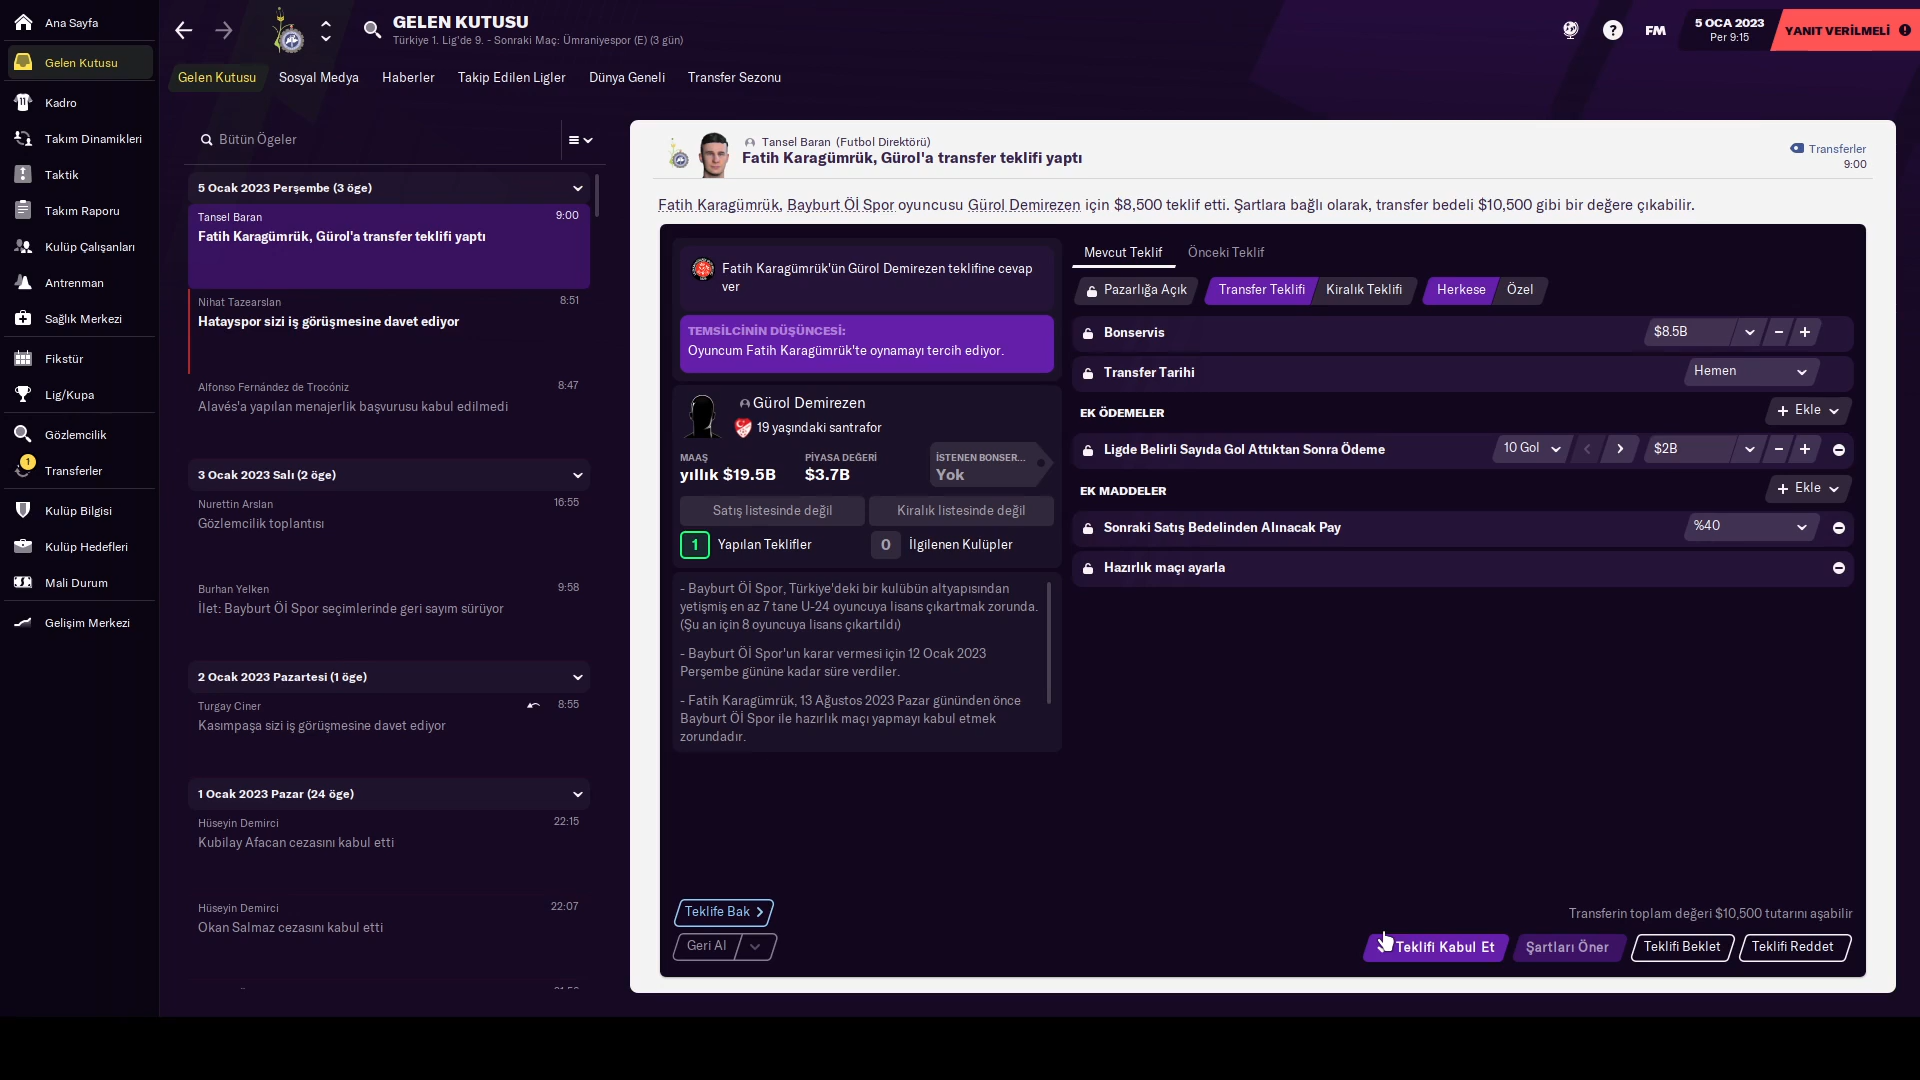 Ana Sayfa
Gelen Kutusu
Kadro
Takım Dinamikleri
Taktik
Takım Raporu
Kulüp Çalışanları
Antrenman
Sağlık Merkezi
Fikstür
Lig/Kupa
Gözlemcilik
1
Transferler
Kulüp Bilgisi
Kulüp Hedefleri
Mali Durum
Gelişim Merkezi
GELEN KUTUSU
Türkiye 1. Lig'de 9. - Sonraki Maç: Ümraniyespor (E) (3 gün)
FM
5 OCA 2023
Per 9:15
YANIT VERİLMELİ
Gelen Kutusu Sosyal Medya Haberler Takip Edilen Ligler Dünya Geneli Transfer Sezonu
Bütün Ögeler
5 Ocak 2023 Perşembe (3 öge)
Tansel Baran 9:00
Fatih Karagümrük, Gürol'a transfer teklifi yaptı
Nihat Tazearslan 8:51
Hatayspor sizi iş görüşmesine davet ediyor
Alfonso Fernández de Trocóniz 8:47
Alavés'a yapılan menajerlik başvurusu kabul edilmedi
3 Ocak 2023 Salı (2 öge)
Nurettin Arslan 16:55
Gözlemcilik toplantısı
Burhan Yelken 9:58
İlet: Bayburt Öİ Spor seçimlerinde geri sayım sürüyor
2 Ocak 2023 Pazartesi (1 öge)
Turgay Ciner 8:55
Kasımpaşa sizi iş görüşmesine davet ediyor
1 Ocak 2023 Pazar (24 öge)
Hüseyin Demirci 22:15
Kubilay Afacan cezasını kabul etti
Hüseyin Demirci 22:07
Okan Salmaz cezasını kabul etti
Tansel Baran (Futbol Direktörü)
Fatih Karagümrük, Gürol'a transfer teklifi yaptı
Transferler
9:00
Fatih Karagümrük, Bayburt Öİ Spor oyuncusu Gürol Demirezen için $8,500 teklif etti. Şartlara bağlı olarak, transfer bedeli $10,500 gibi bir değere çıkabilir.
Fatih Karagümrük'ün Gürol Demirezen teklifine cevap
ver
TEMSİLCİNİN DÜŞÜNCESİ:
Oyuncum Fatih Karagümrük'te oynamayı tercih ediyor.
Gürol Demirezen
19 yaşındaki santrafor
MAAŞ PİYASA DEĞERİ İSTENEN BONSER...
yıllık $19.5B $3.7B Yok
Satış listesinde değil Kiralık listesinde değil
1 Yapılan Teklifler 0 İlgilenen Kulüpler
- Bayburt Öİ Spor, Türkiye'deki bir kulübün altyapısından
yetişmiş en az 7 tane U-24 oyuncuya lisans çıkartmak zorunda.
(Şu an için 8 oyuncuya lisans çıkartıldı)
- Bayburt Öİ Spor'un karar vermesi için 12 Ocak 2023
Perşembe gününe kadar süre verdiler.
- Fatih Karagümrük, 13 Ağustos 2023 Pazar gününden önce
Bayburt Öİ Spor ile hazırlık maçı yapmayı kabul etmek
zorundadır.
Teklife Bak
Geri Al
Mevcut Teklif Önceki Teklif
Pazarlığa Açık Transfer Teklifi Kiralık Teklifi Herkese Özel
Bonservis $8.5B
Transfer Tarihi Hemen
EK ÖDEMELER Ekle
Ligde Belirli Sayıda Gol Attıktan Sonra Ödeme 10 Gol $2B
EK MADDELER Ekle
Sonraki Satış Bedelinden Alınacak Pay %40
Hazırlık maçı ayarla
Transferin toplam değeri $10,500 tutarını aşabilir
Teklifi Kabul Et Şartları Öner Teklifi Beklet Teklifi Reddet